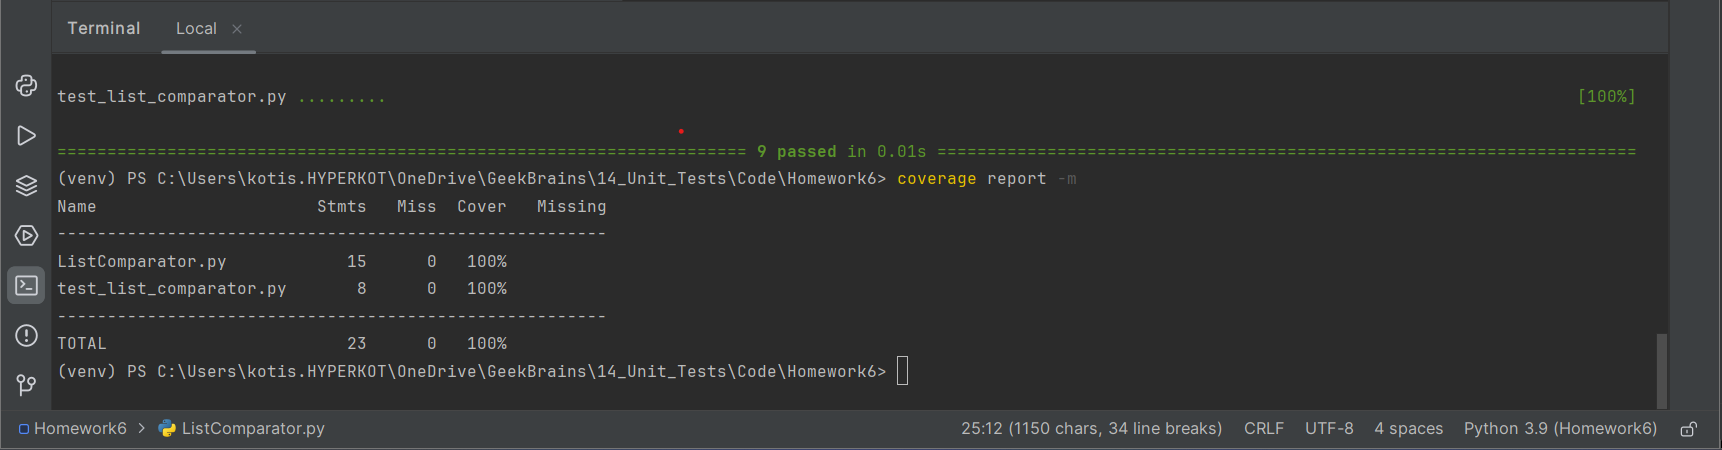 Terminal Local ×
test_list_comparator.py ......... [100%]
===================================================================== 9 passed in 0.01s ======================================================================
(venv) PS C:\Users\kotis.HYPERKOT\OneDrive\GeekBrains\14_Unit_Tests\Code\Homework6> coverage report -m
Name                      Stmts   Miss  Cover   Missing
-------------------------------------------------------
ListComparator.py            15      0   100%
test_list_comparator.py       8      0   100%
-------------------------------------------------------
TOTAL                        23      0   100%
(venv) PS C:\Users\kotis.HYPERKOT\OneDrive\GeekBrains\14_Unit_Tests\Code\Homework6>
Homework6 > ListComparator.py 25:12 (1150 chars, 34 line breaks) CRLF UTF-8 4 spaces Python 3.9 (Homework6)